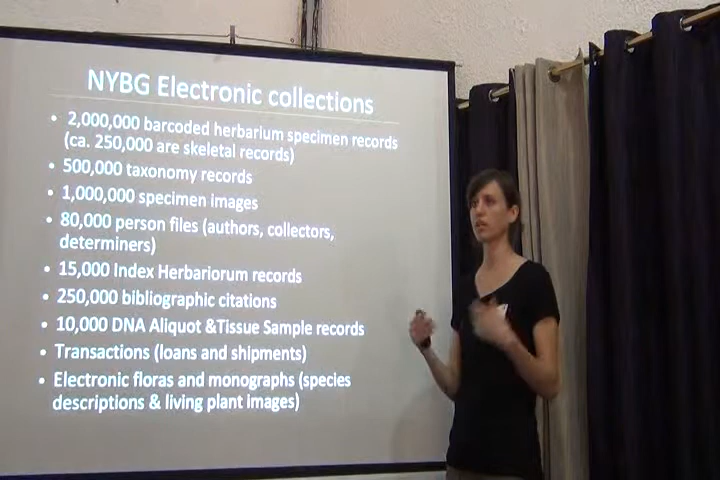 NYBG Electronic collections
• 2,000,000 barcoded herbarium specimen records
(ca. 250,000 are skeletal records)
• 500,000 taxonomy records
• 1,000,000 specimen images
• 80,000 person files (authors, collectors,
determiners)
• 15,000 Index Herbariorum records
• 250,000 bibliographic citations
• 10,000 DNA Aliquot &Tissue Sample records
• Transactions (loans and shipments)
• Electronic floras and monographs (species
descriptions & living plant images)